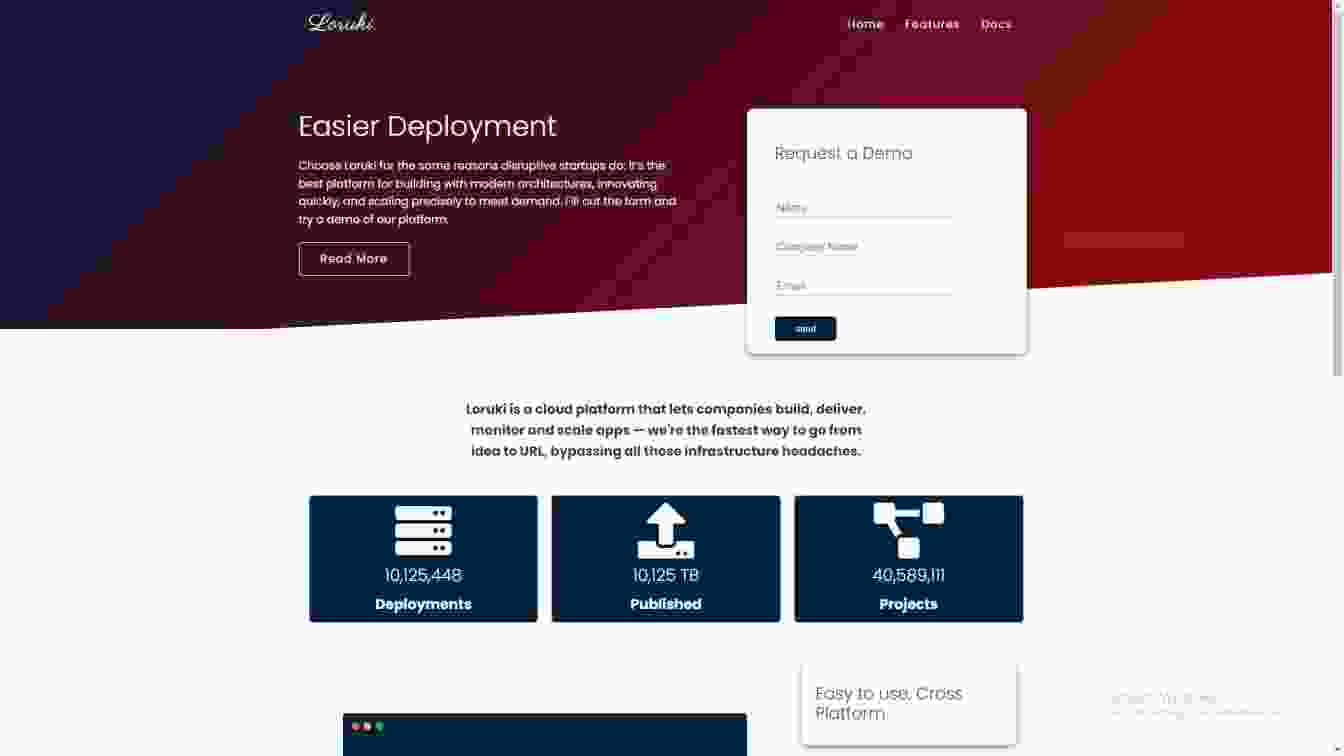 Loruki.
Home Features Docs
Easier Deployment
Choose Loruki for the same reasons disruptive startups do: It's the
best platform for building with modern architectures, innovating
quickly, and scaling precisely to meet demand. Fill out the form and
try a demo of our platform.
Read More
Request a Demo
Name
Company Name
Email
send
Loruki is a cloud platform that lets companies build, deliver,
monitor and scale apps — we're the fastest way to go from
idea to URL, bypassing all those infrastructure headaches.
10,125,448
Deployments
10,125 TB
Published
40,589,111
Projects
Easy to use, Cross
Platform